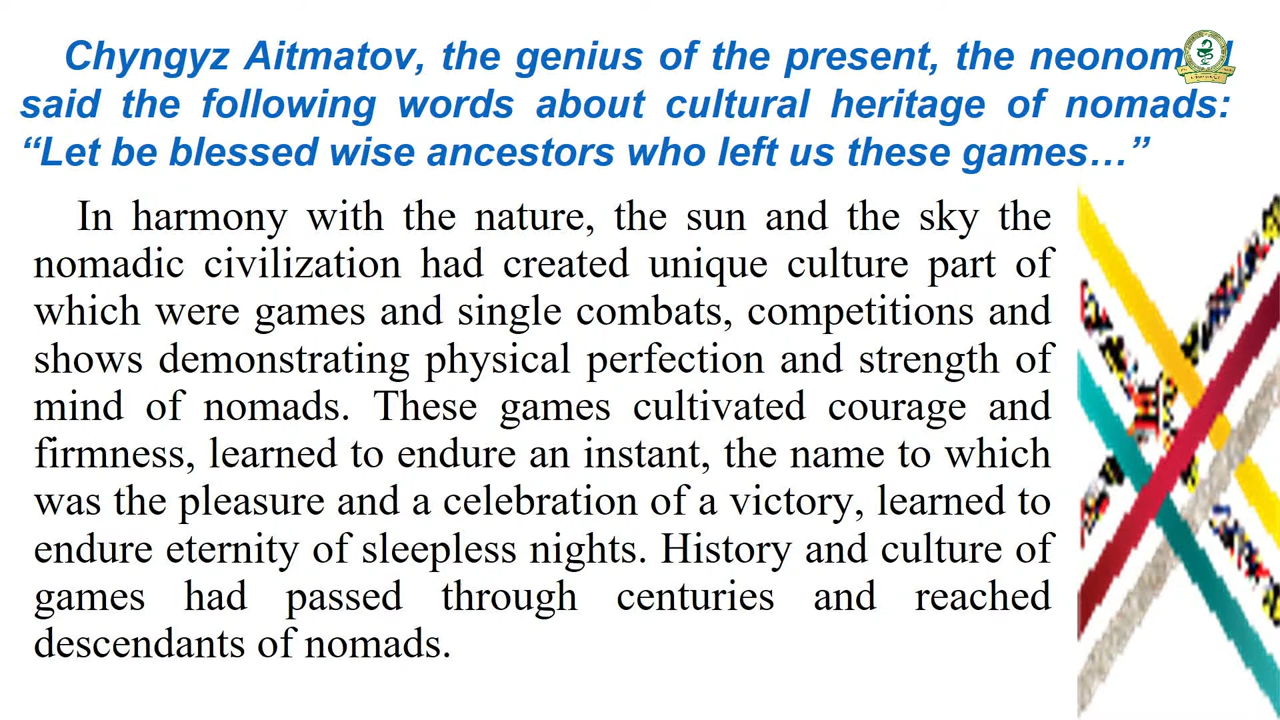 Chyngyz Aitmatov, the genius of the present, the
said the following words about cultural heritage of nomads:
“Let be blessed wise ancestors who left us these games…”
In harmony with the nature, the sun and the sky the
nomadic civilization had created unique culture part of
which were games and single combats, competitions and
shows demonstrating physical perfection and strength of
mind of nomads. These games cultivated courage and
firmness, learned to endure an instant, the name to which
was the pleasure and a celebration of a victory, learned to
endure eternity of sleepless nights. History and culture of
games had passed through centuries and reached
descendants of nomads.